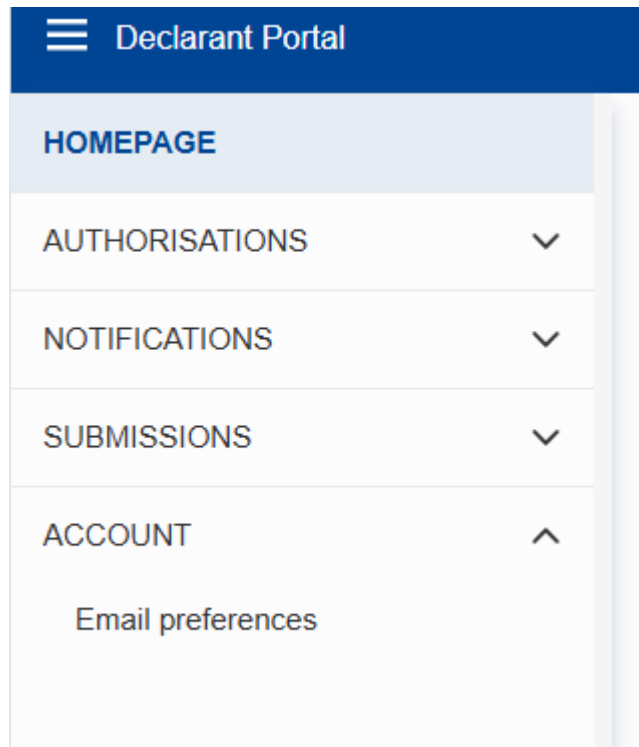 Declarant Portal
HOMEPAGE
AUTHORISATIONS
NOTIFICATIONS
SUBMISSIONS
ACCOUNT
Email preferences